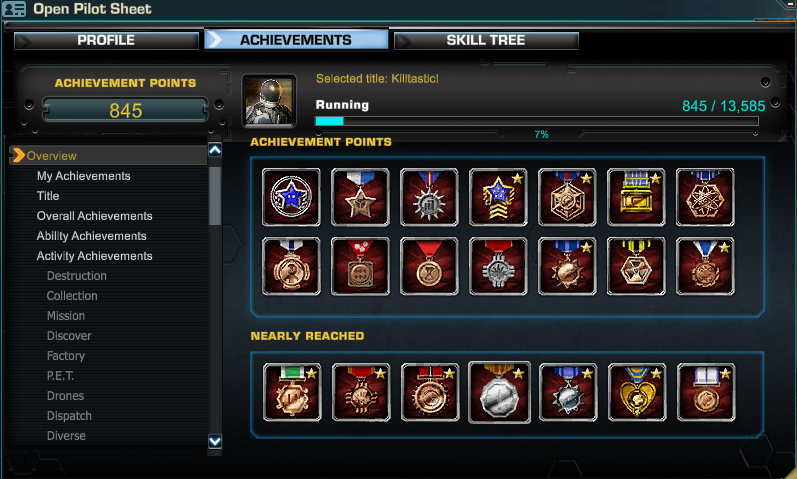 Open Pilot Sheet
PROFILE
ACHIEVEMENTS
SKILL TREE
ACHIEVEMENT POINTS
845
Selected title: Killtastic!
Running
845 / 13,585
7%
Overview
My Achievements
Title
Overall Achievements
Ability Achievements
Activity Achievements
Destruction
Collection
Mission
Discover
Factory
P.E.T.
Drones
Dispatch
Diverse
ACHIEVEMENT POINTS
NEARLY REACHED